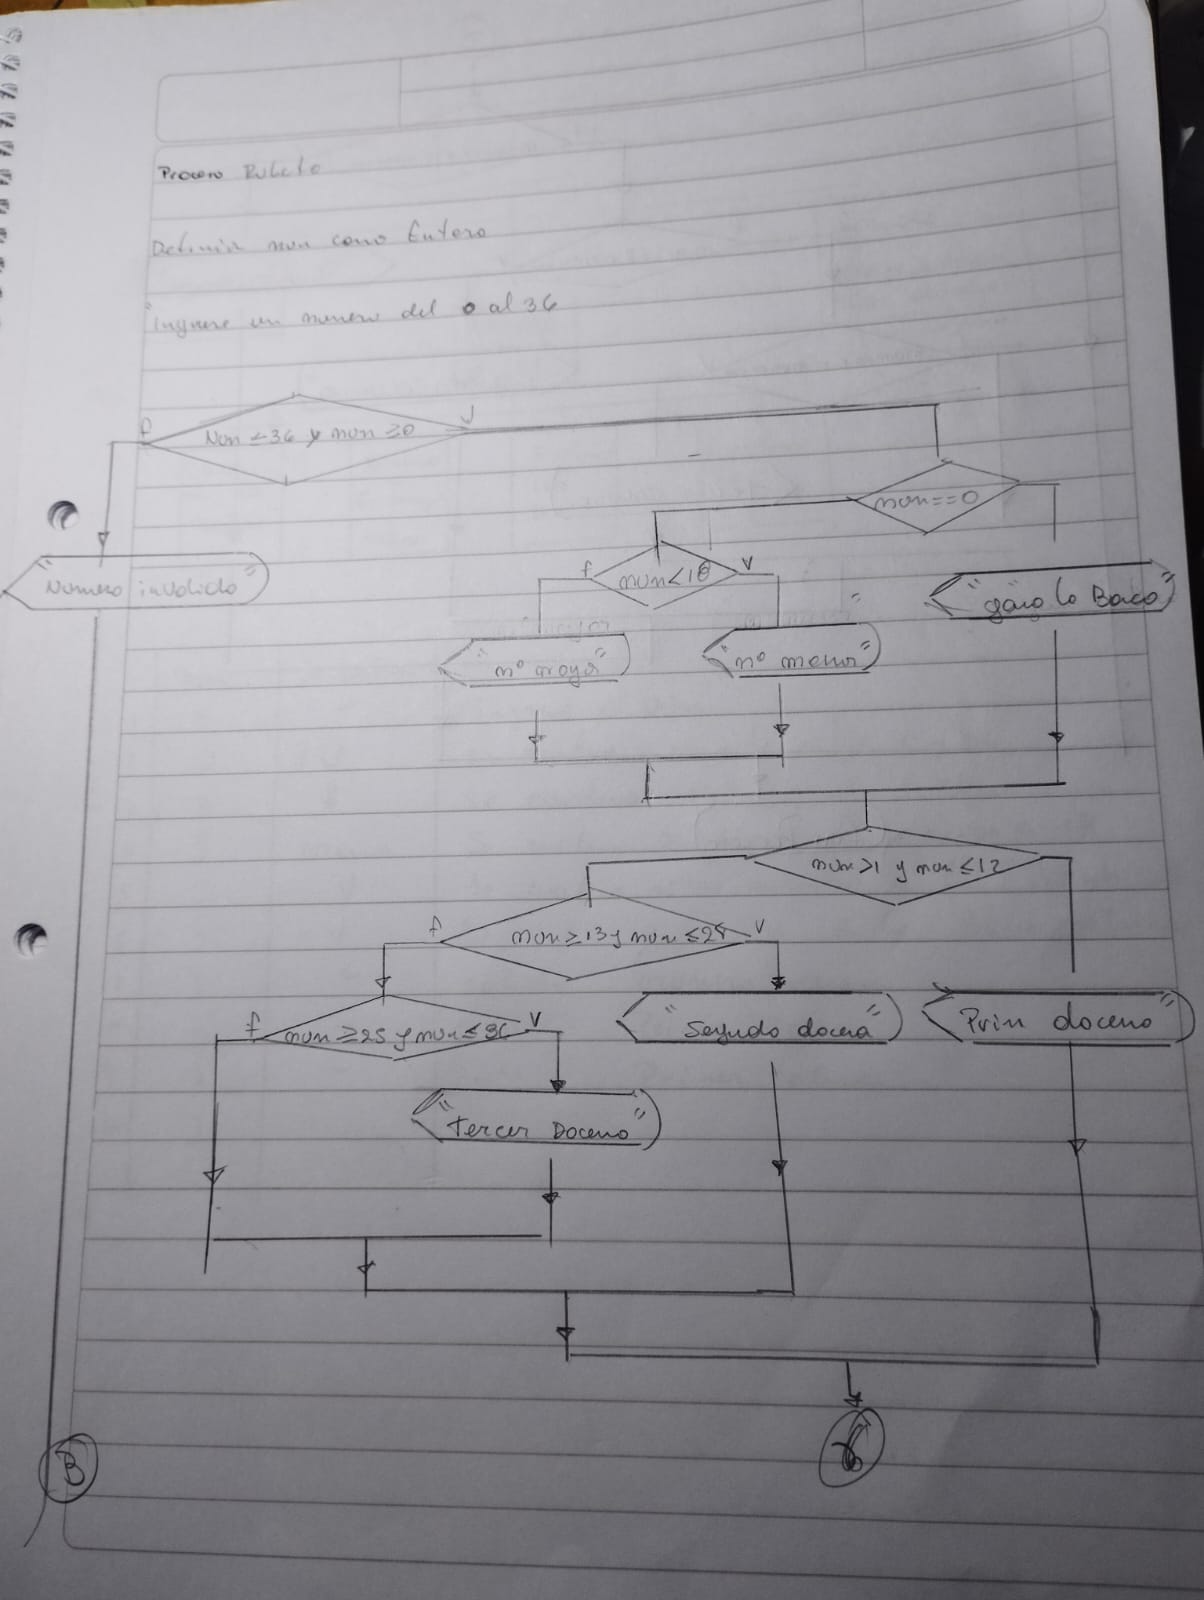 Proceso Ruleta
Definir num como Entero
"Ingrese un numero del 0 al 36
f Num ≤36 y num ≥0 V
num==0
f num<18 V
"Numero invalido"
"gano la Banca"
"nº mayor"
"nº menor"
num>1 y num ≤12
f num ≥13 y num ≤24 V
f num ≥25 y num ≤36 V
"Segundo docena"
"Prim doceno"
"Tercer Doceno"
B